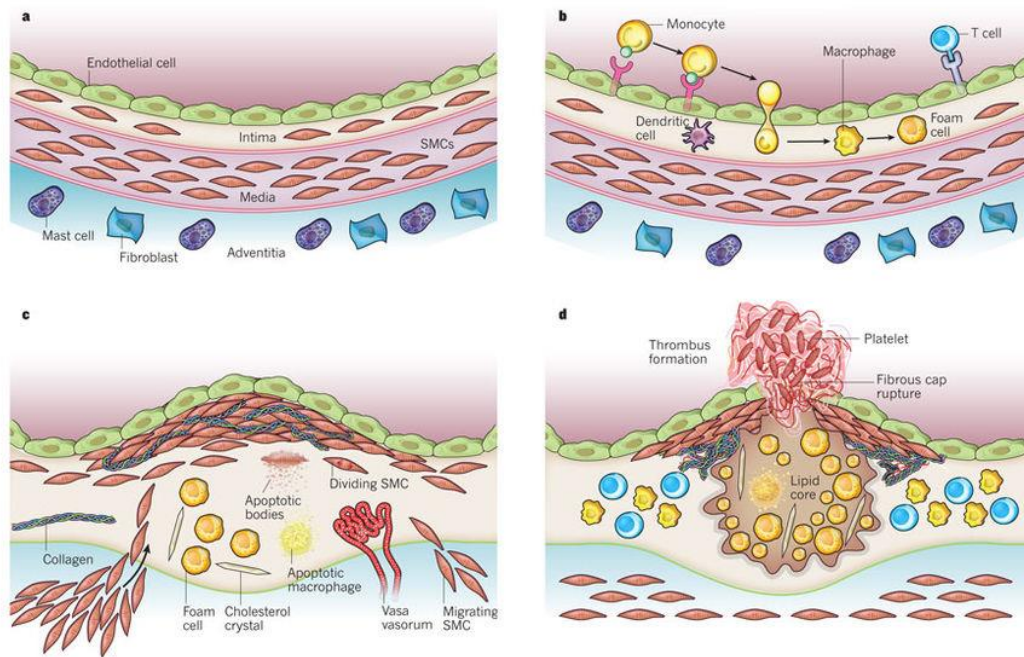 a
Endothelial cell
Intima
SMCs
Media
Mast cell
Fibroblast
Adventitia
b
Monocyte
Macrophage
T cell
Dendritic
cell
Foam
cell
c
Dividing SMC
Apoptotic
bodies
Collagen
Apoptotic
macrophage
Foam
cell
Cholesterol
crystal
Vasa
vasorum
Migrating
SMC
d
Thrombus
formation
Platelet
Fibrous cap
rupture
Lipid
core